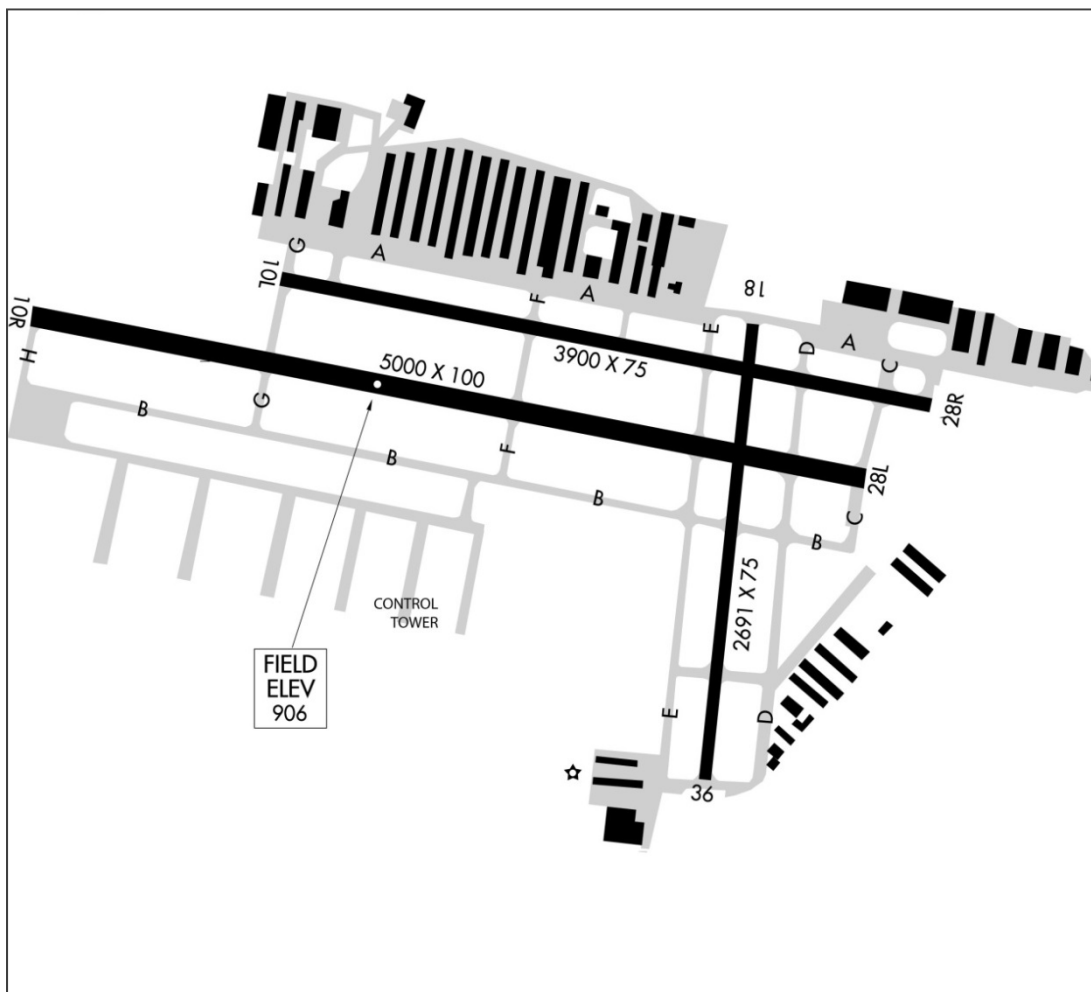 G
A
10L
10R
F
A
18
E
D
A
C
H
3900 X 75
5000 X 100
28R
B
G
F
B
28L
B
C
B
2691 X 75
CONTROL
TOWER
FIELD
ELEV
906
E
D
36